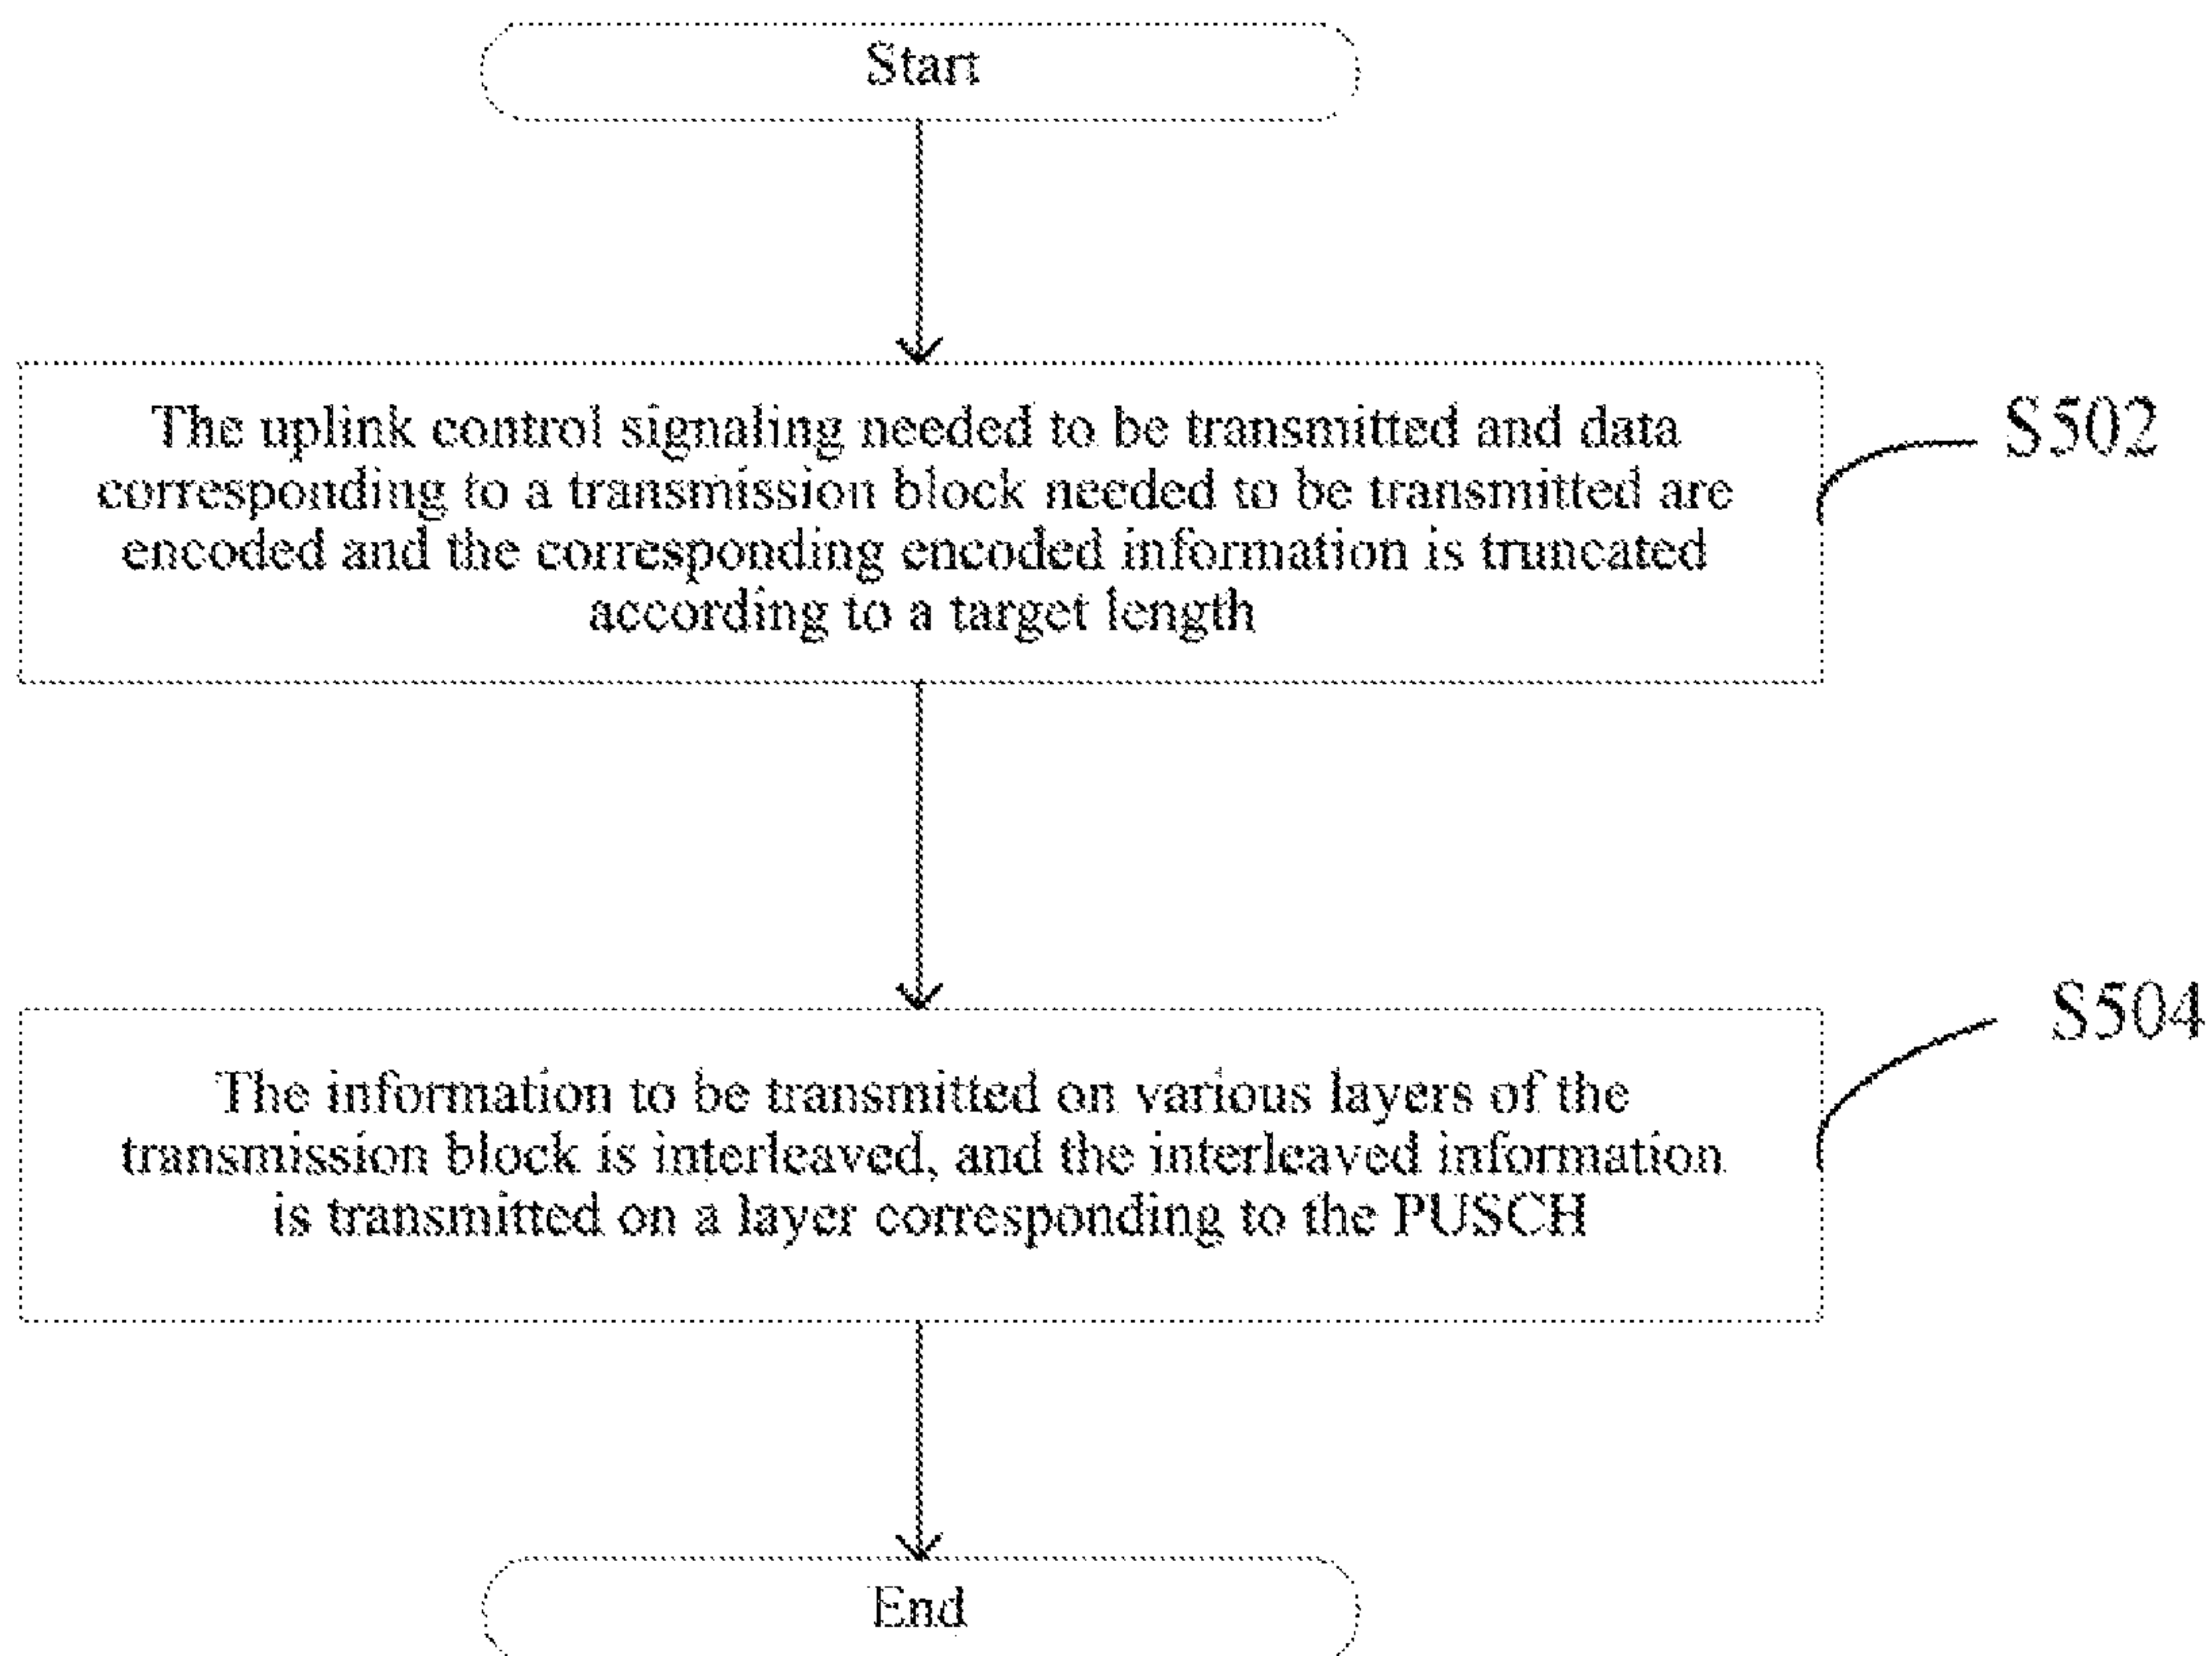 Start
The uplink control signaling needed to be transmitted and data
corresponding to a transmission block needed to be transmitted are
encoded and the corresponding encoded information is truncated
according to a target length
S502
The information to be transmitted on various layers of the
transmission block is interleaved, and the interleaved information
is transmitted on a layer corresponding to the PUSCH
S504
End